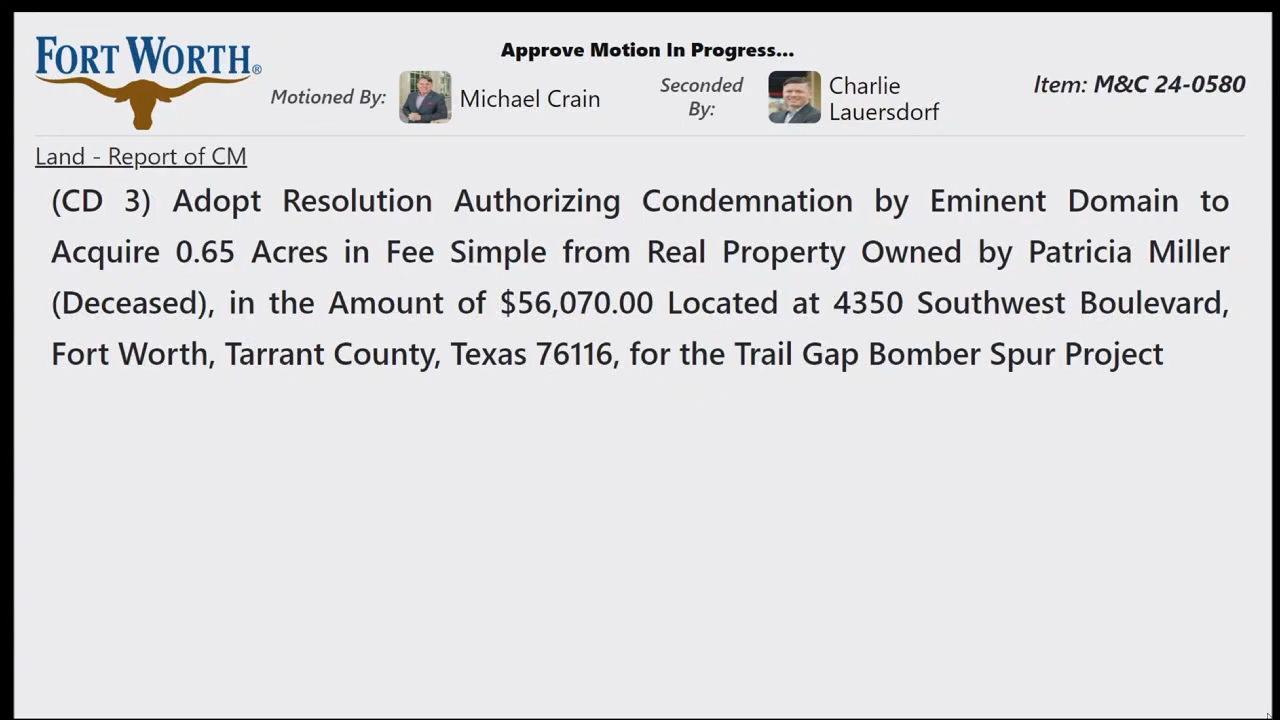 FORT WORTH®
Approve Motion In Progress...
Motioned By: Michael Crain
Seconded By: Charlie Lauersdorf
Item: M&C 24-0580
Land - Report of CM
(CD 3) Adopt Resolution Authorizing Condemnation by Eminent Domain to
Acquire 0.65 Acres in Fee Simple from Real Property Owned by Patricia Miller
(Deceased), in the Amount of $56,070.00 Located at 4350 Southwest Boulevard,
Fort Worth, Tarrant County, Texas 76116, for the Trail Gap Bomber Spur Project